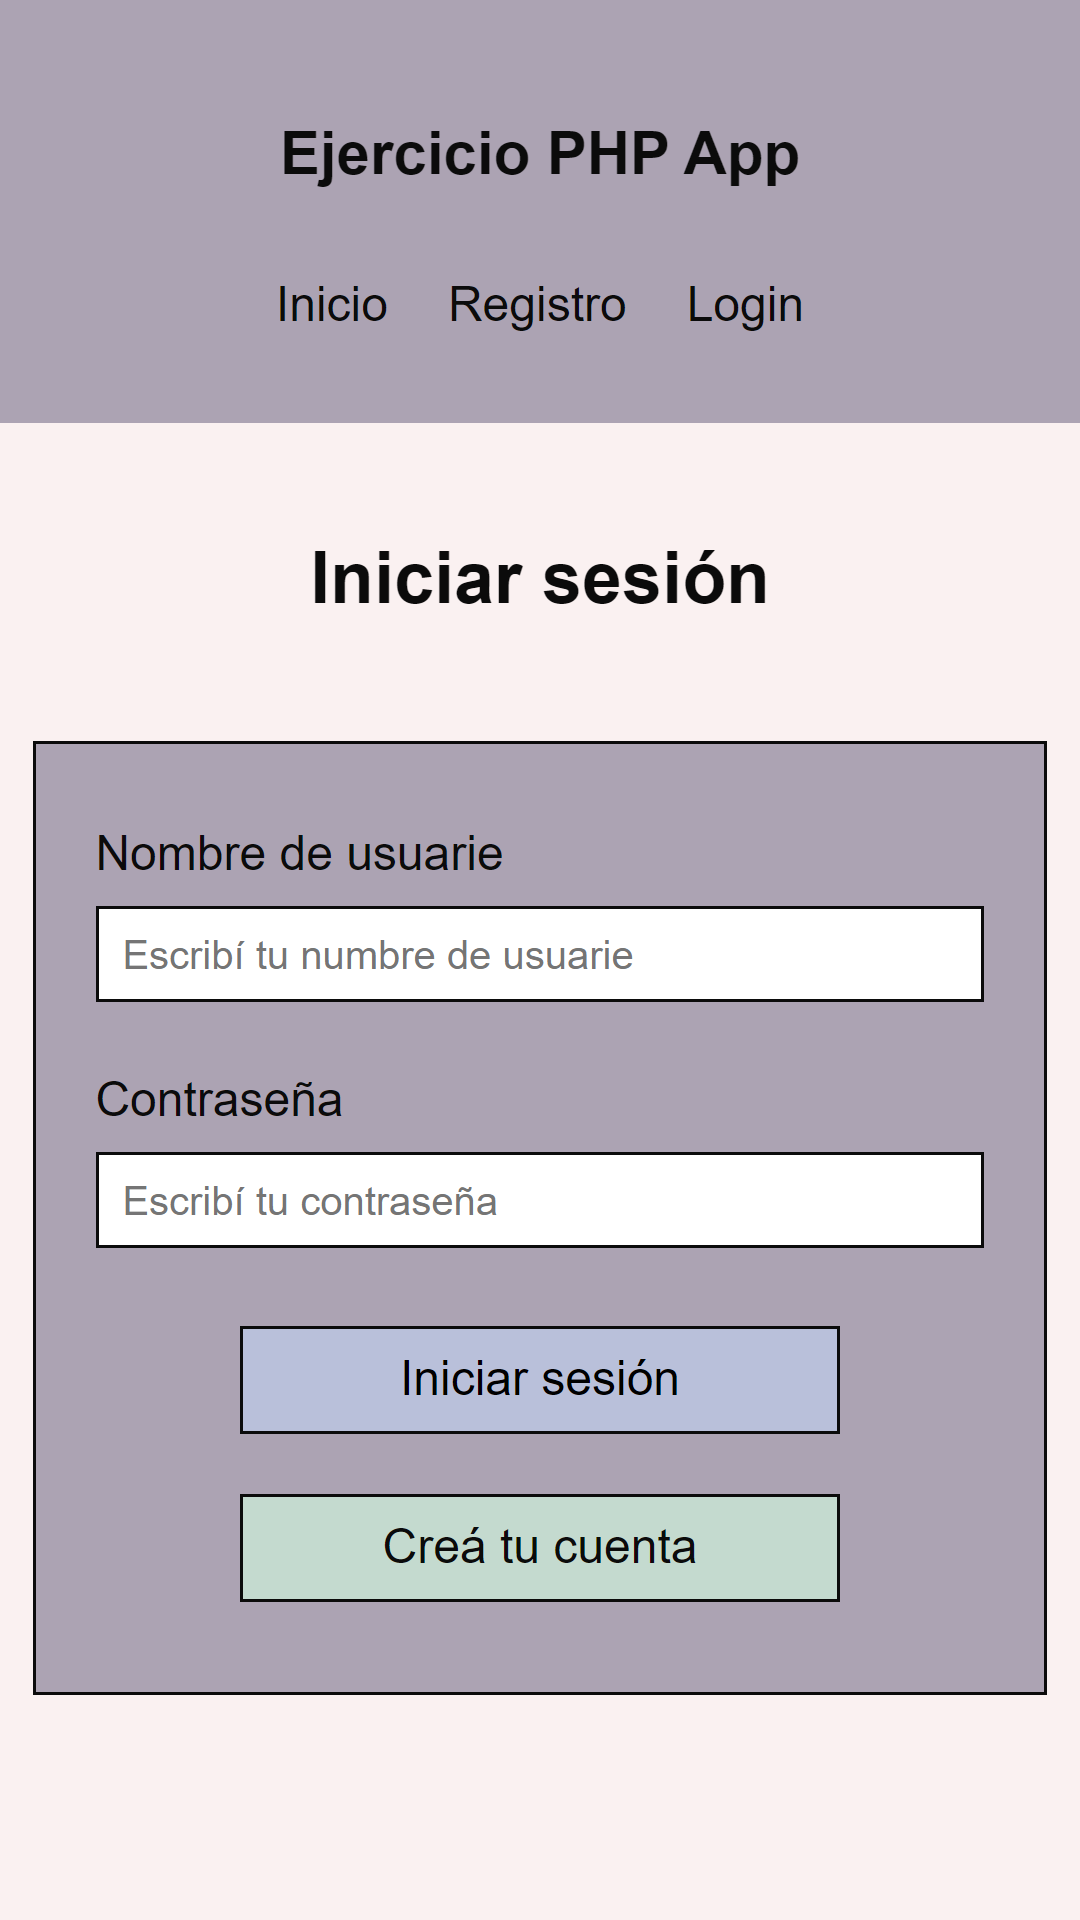 Ejercicio PHP App
Inicio Registro Login
Iniciar sesión
Nombre de usuarie
Escribí tu numbre de usuarie
Contraseña
Escribí tu contraseña
Iniciar sesión
Creá tu cuenta